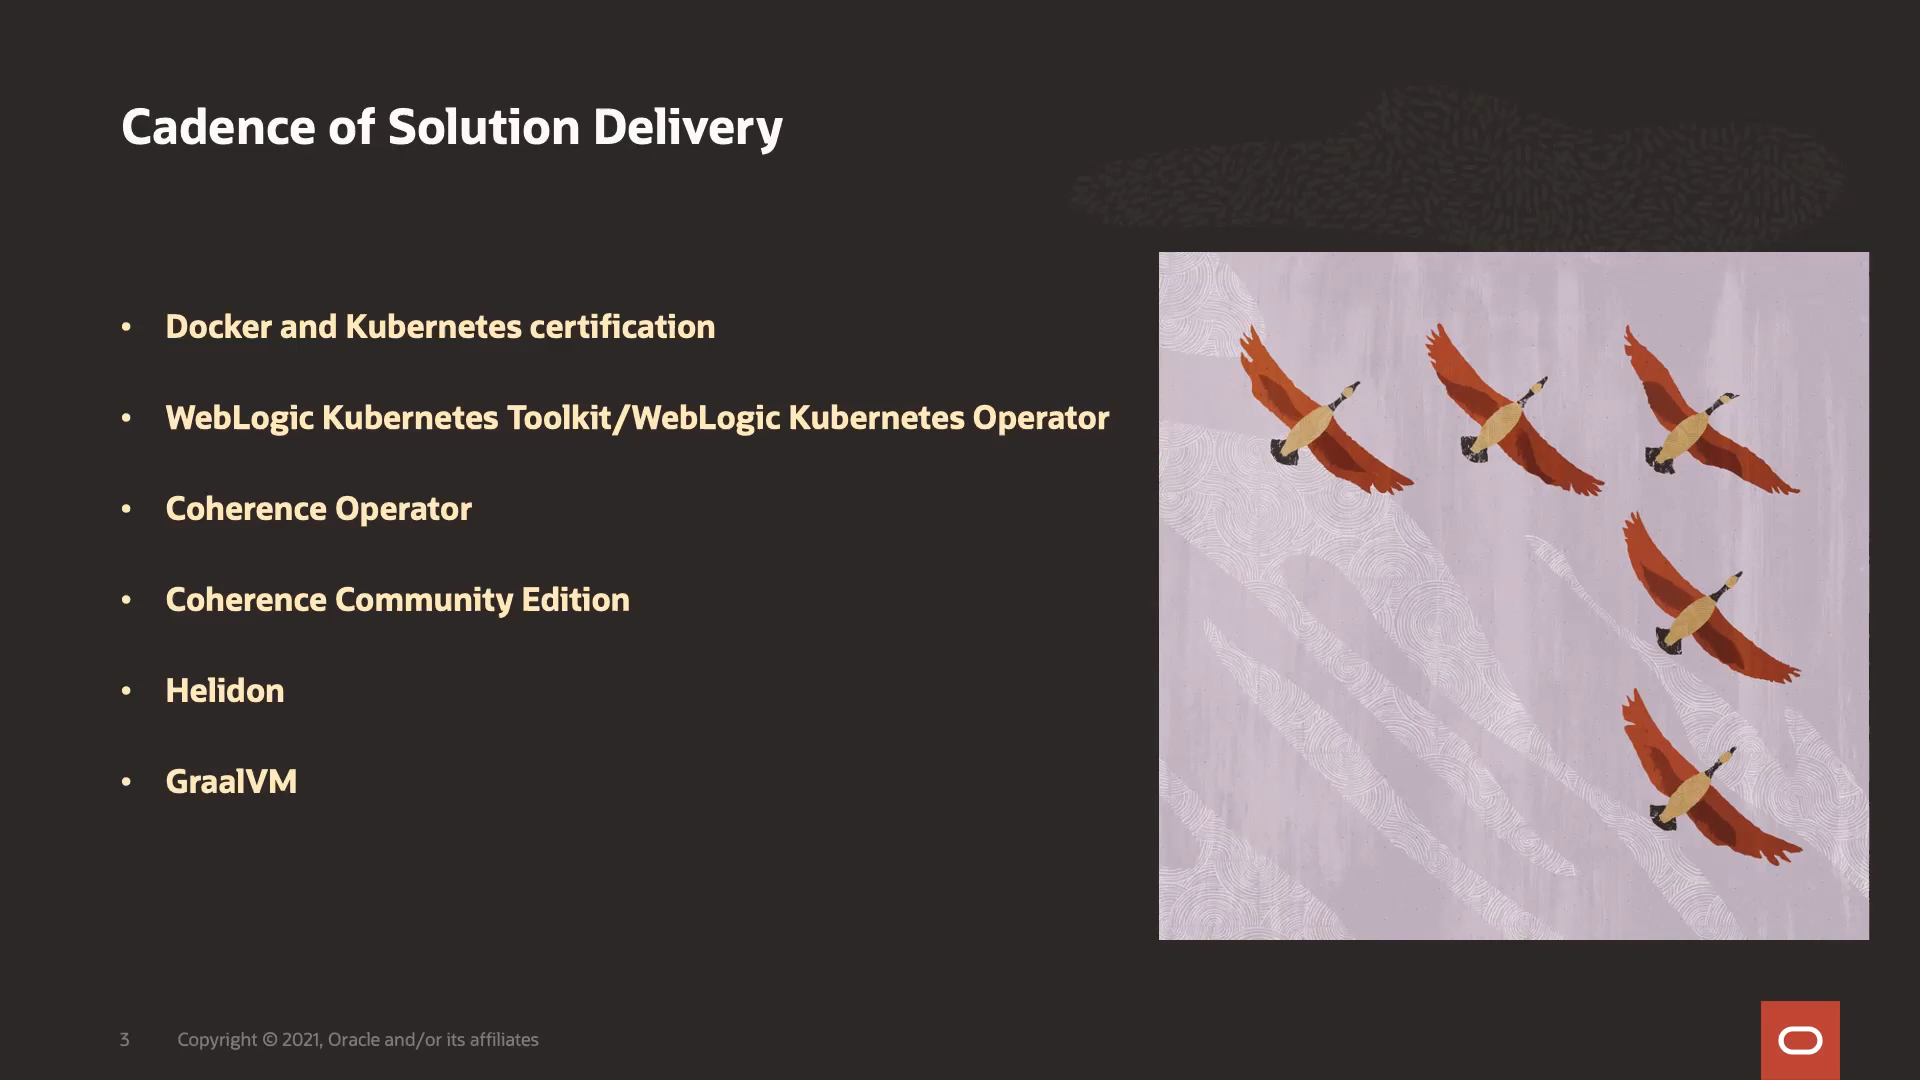 Cadence of Solution Delivery
• Docker and Kubernetes certification
• WebLogic Kubernetes Toolkit/WebLogic Kubernetes Operator
• Coherence Operator
• Coherence Community Edition
• Helidon
• GraalVM
3 Copyright © 2021, Oracle and/or its affiliates